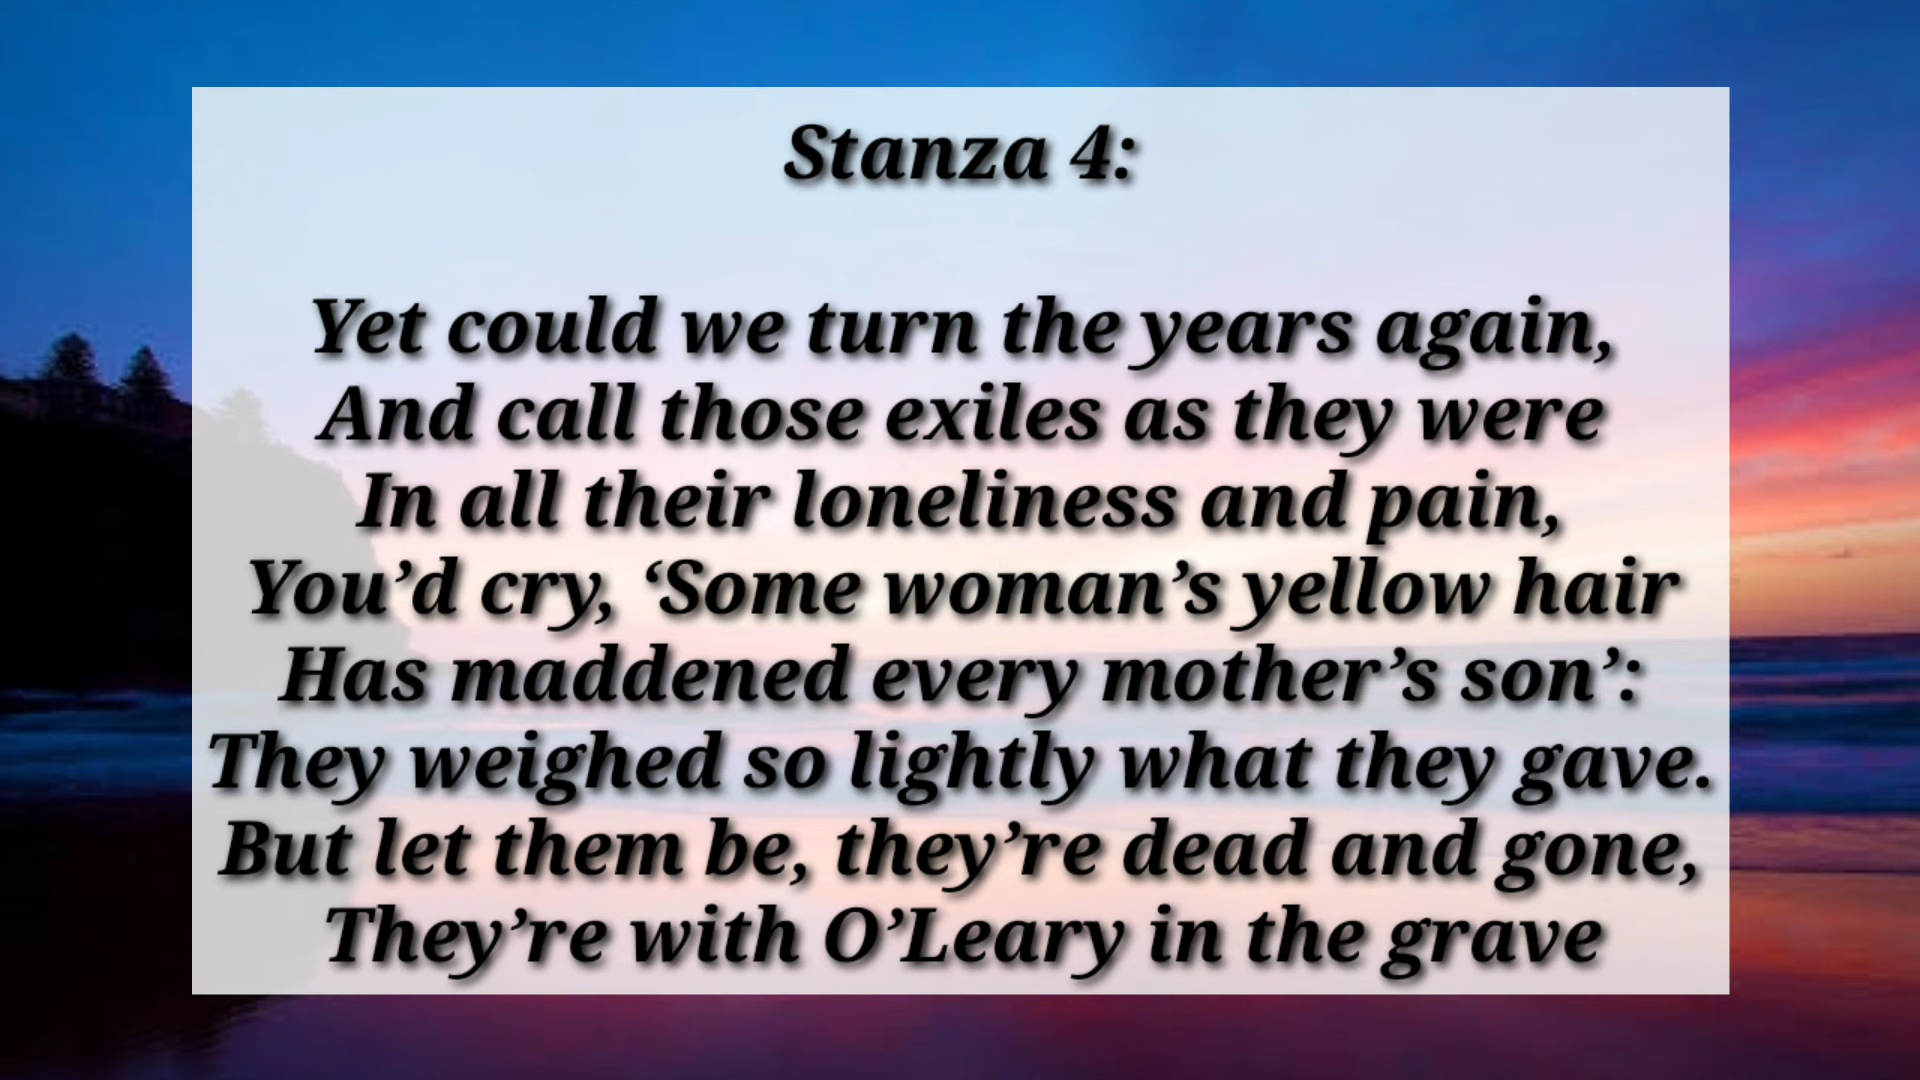 Stanza 4:
Yet could we turn the years again,
And call those exiles as they were
In all their loneliness and pain,
You’d cry, ‘Some woman’s yellow hair
Has maddened every mother’s son’:
They weighed so lightly what they gave.
But let them be, they’re dead and gone,
They’re with O’Leary in the grave